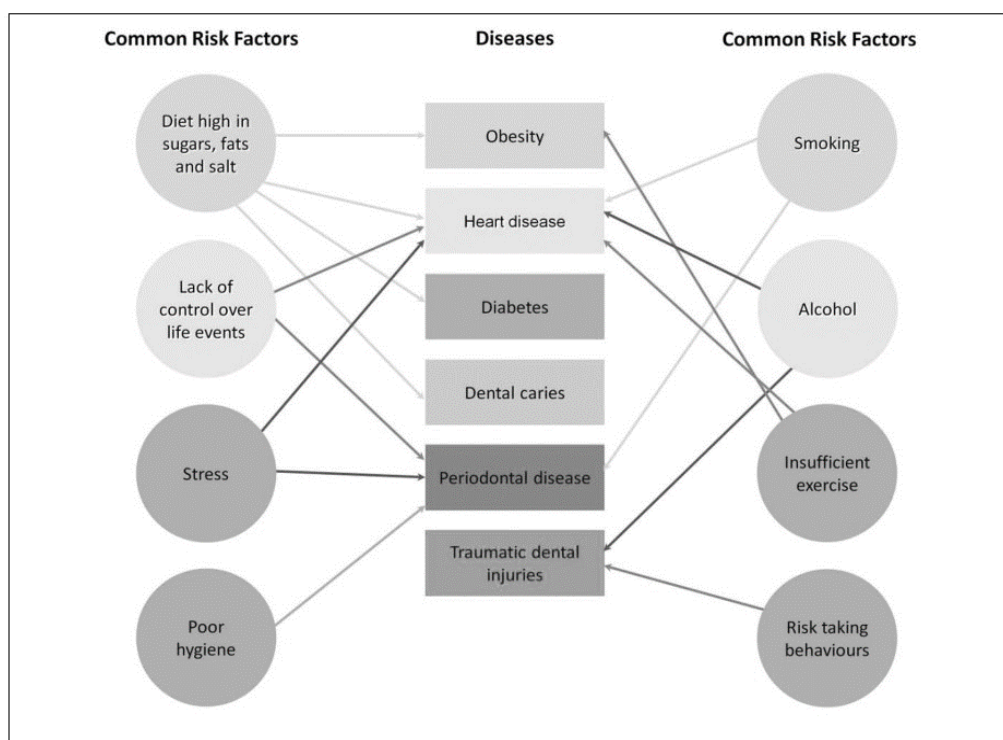 Common Risk Factors
Diseases
Common Risk Factors
Diet high in
sugars, fats
and salt
Lack of
control over
life events
Stress
Poor
hygiene
Obesity
Heart disease
Diabetes
Dental caries
Periodontal disease
Traumatic dental
injuries
Smoking
Alcohol
Insufficient
exercise
Risk taking
behaviours